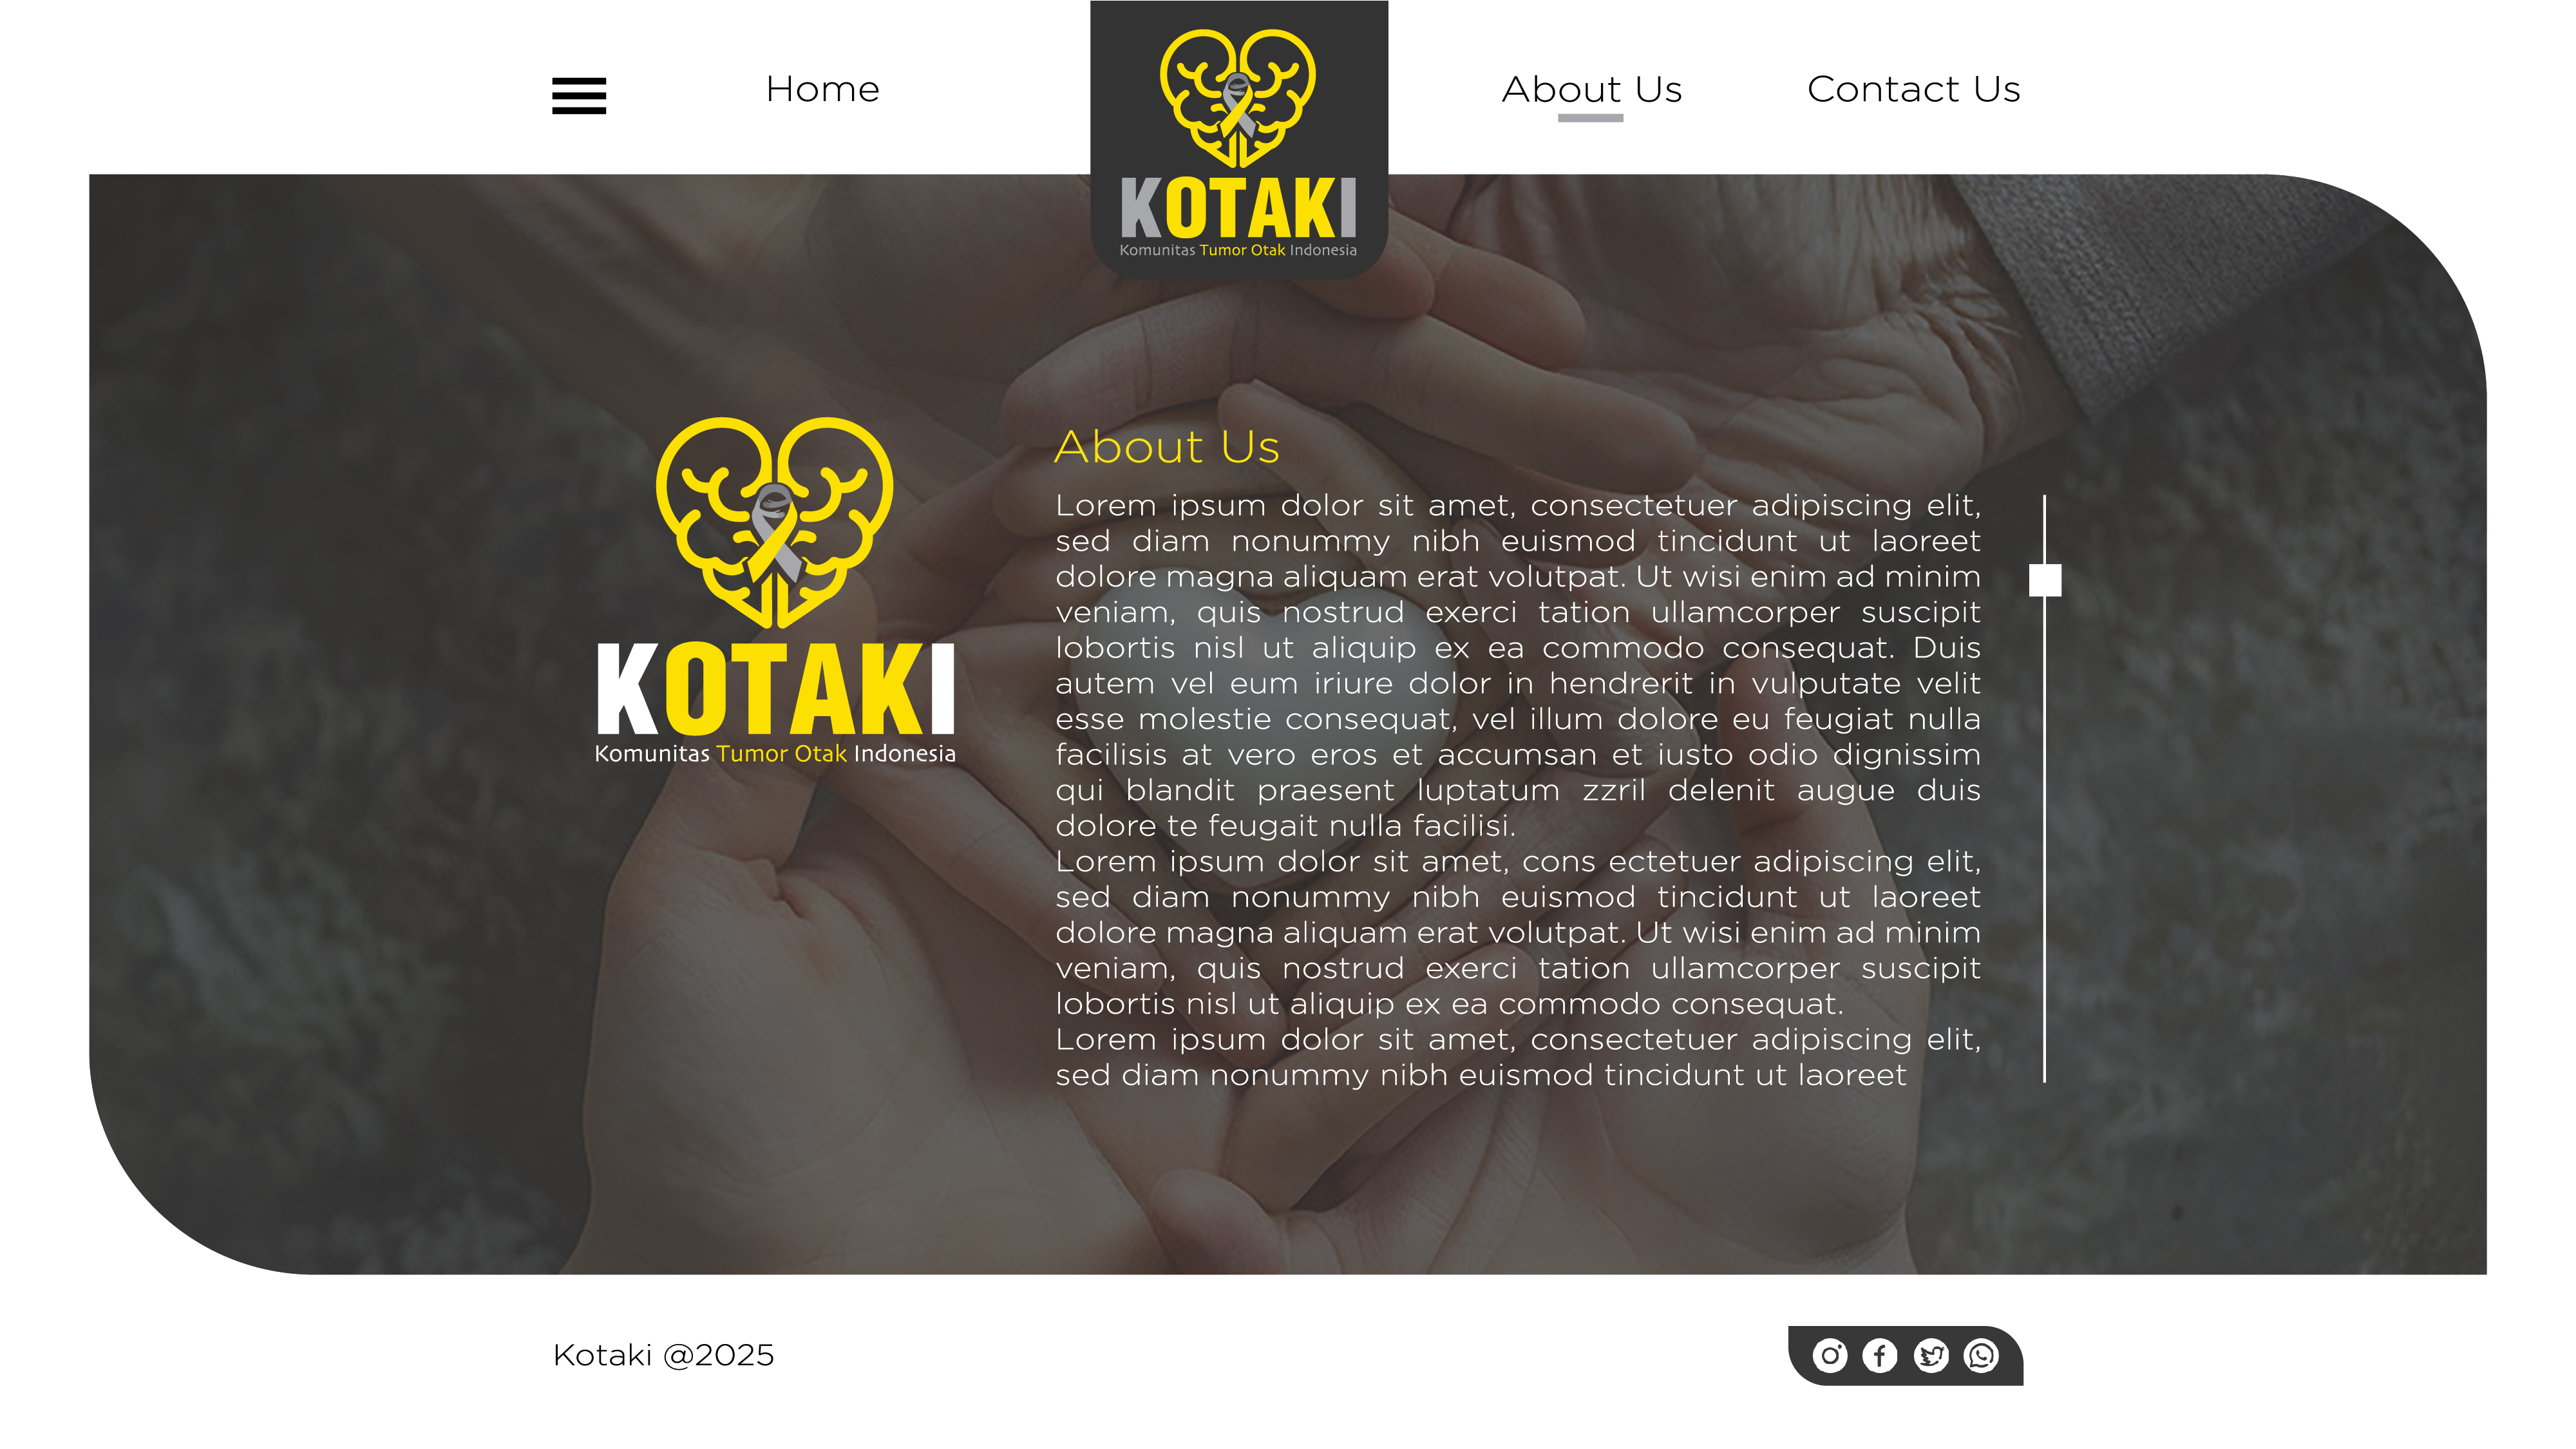 Home
KOTAKI
Komunitas Tumor Otak Indonesia
About Us
Contact Us
KOTAKI
Komunitas Tumor Otak Indonesia
About Us
Lorem ipsum dolor sit amet, consectetuer adipiscing elit,
sed diam nonummy nibh euismod tincidunt ut laoreet
dolore magna aliquam erat volutpat. Ut wisi enim ad minim
veniam, quis nostrud exerci tation ullamcorper suscipit
lobortis nisl ut aliquip ex ea commodo consequat. Duis
autem vel eum iriure dolor in hendrerit in vulputate velit
esse molestie consequat, vel illum dolore eu feugiat nulla
facilisis at vero eros et accumsan et iusto odio dignissim
qui blandit praesent luptatum zzril delenit augue duis
dolore te feugait nulla facilisi.
Lorem ipsum dolor sit amet, cons ectetuer adipiscing elit,
sed diam nonummy nibh euismod tincidunt ut laoreet
dolore magna aliquam erat volutpat. Ut wisi enim ad minim
veniam, quis nostrud exerci tation ullamcorper suscipit
lobortis nisl ut aliquip ex ea commodo consequat.
Lorem ipsum dolor sit amet, consectetuer adipiscing elit,
sed diam nonummy nibh euismod tincidunt ut laoreet
Kotaki @2025